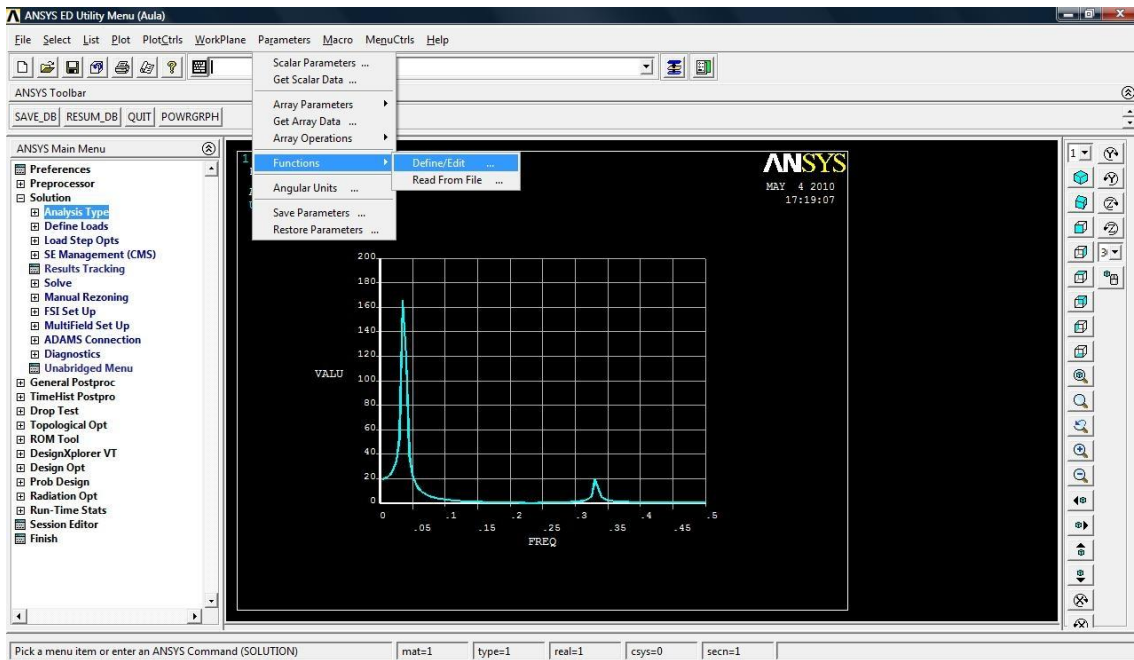 ANSYS ED Utility Menu (Aula)
File Select List Plot PlotCtrls WorkPlane Parameters Macro MenuCtrls Help
Scalar Parameters ...
Get Scalar Data ...
Array Parameters
Get Array Data ...
Array Operations
Functions
Define/Edit ...
Read From File ...
Angular Units ...
Save Parameters ...
Restore Parameters ...
ANSYS Toolbar
SAVE_DB RESUM_DB QUIT POWRGRPH
ANSYS Main Menu
Preferences
Preprocessor
Solution
Analysis Type
Define Loads
Load Step Opts
SE Management (CMS)
Results Tracking
Solve
Manual Rezoning
FSI Set Up
MultiField Set Up
ADAMS Connection
Diagnostics
Unabridged Menu
General Postproc
TimeHist Postpro
Drop Test
Topological Opt
ROM Tool
DesignXplorer VT
Design Opt
Prob Design
Radiation Opt
Run-Time Stats
Session Editor
Finish
1
ANSYS
MAY 4 2010
17:19:07
200
180
160
140
120
VALU
100
80
60
40
20
0
0 .1 .2 .3 .4 .5
.05 .15 .25 .35 .45
FREQ
1
3
Pick a menu item or enter an ANSYS Command (SOLUTION) mat=1 type=1 real=1 csys=0 secn=1